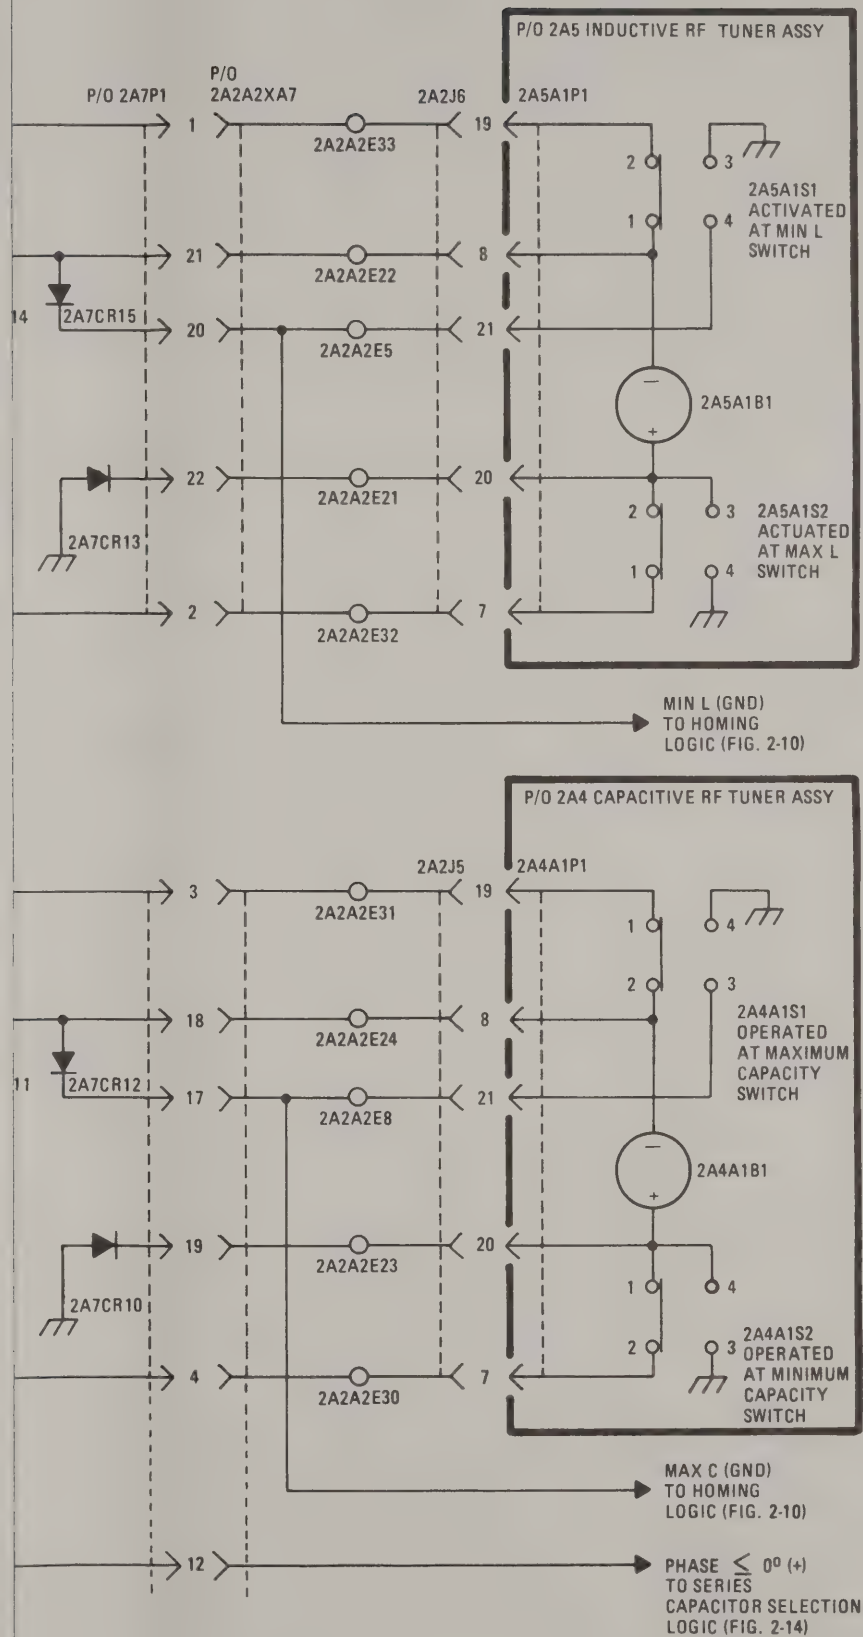 P/O 2A5 INDUCTIVE RF TUNER ASSY
P/O 2A7P1
P/O
2A2A2XA7
2A2J6
2A5A1P1
1
2A2A2E33
19
2
3
2A5A1S1
ACTIVATED
AT MIN L
SWITCH
1
4
21
2A2A2E22
8
14
2A7CR15
20
2A2A2E5
21
−
+
2A5A1B1
22
2A2A2E21
20
2A7CR13
2
3
2A5A1S2
ACTUATED
AT MAX L
SWITCH
1
4
2
2A2A2E32
7
MIN L (GND)
TO HOMING
LOGIC (FIG. 2-10)
P/O 2A4 CAPACITIVE RF TUNER ASSY
2A2J5
2A4A1P1
3
2A2A2E31
19
1
4
2
3
2A4A1S1
OPERATED
AT MAXIMUM
CAPACITY
SWITCH
18
2A2A2E24
8
11
2A7CR12
17
2A2A2E8
21
−
+
2A4A1B1
19
2A2A2E23
20
2A7CR10
1
4
2
3
2A4A1S2
OPERATED
AT MINIMUM
CAPACITY
SWITCH
4
2A2A2E30
7
MAX C (GND)
TO HOMING
LOGIC (FIG. 2-10)
12
PHASE ≤ 0º (+)
TO SERIES
CAPACITOR SELECTION
LOGIC (FIG. 2-14)